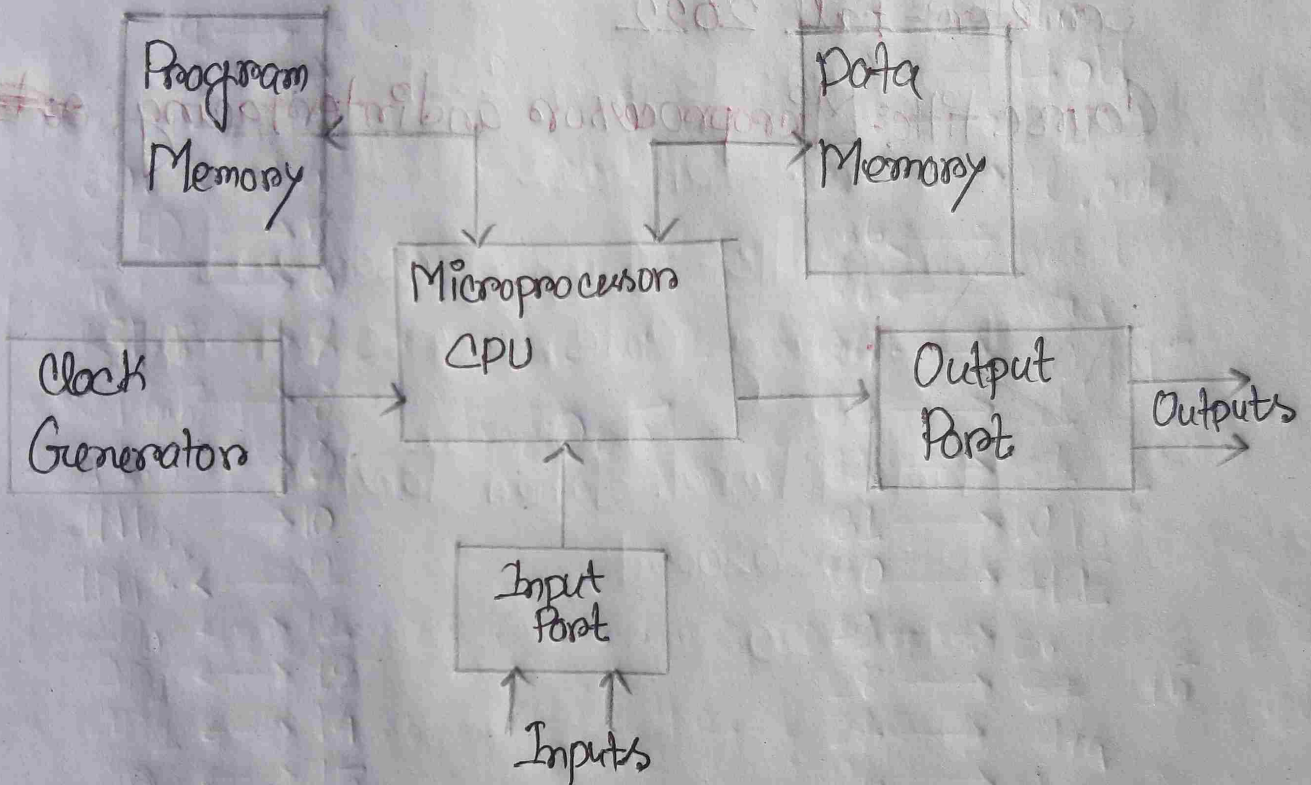 Program
Memory
Data
Memory
Microprocessor
CPU
Clock
Generator
Output
Port
Outputs
Input
Port
Inputs